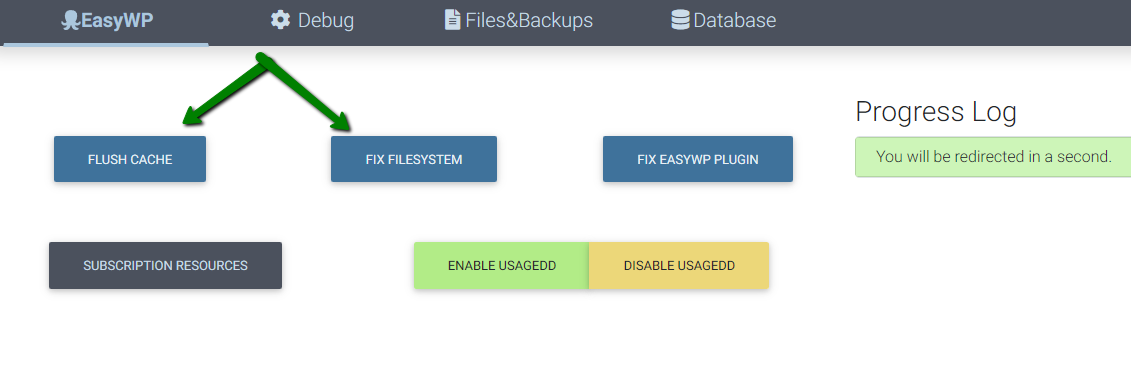 EasyWP Debug Files&Backups Database
Progress Log
FLUSH CACHE FIX FILESYSTEM FIX EASYWP PLUGIN You will be redirected in a second.
SUBSCRIPTION RESOURCES ENABLE USAGEDD DISABLE USAGEDD